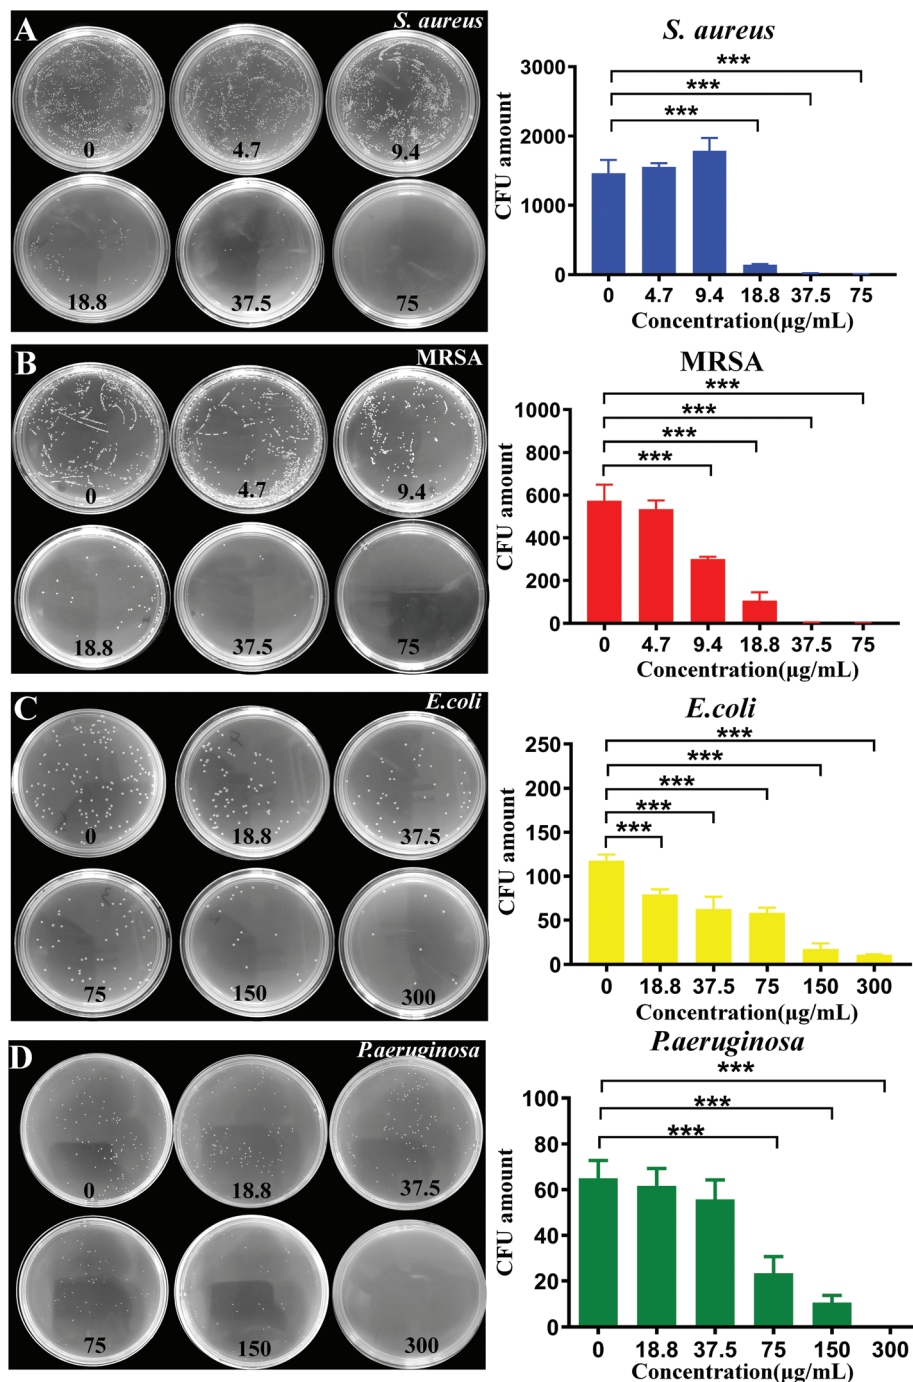 A
S. aureus
0
4.7
9.4
18.8
37.5
75
S. aureus
CFU amount
3000
2000
1000
0
***
***
***
0 4.7 9.4 18.8 37.5 75
Concentration(μg/mL)
B
MRSA
0
4.7
9.4
18.8
37.5
75
MRSA
CFU amount
1000
800
600
400
200
0
***
***
***
***
0 4.7 9.4 18.8 37.5 75
Concentration(μg/mL)
C
E.coli
0
18.8
37.5
75
150
300
E.coli
CFU amount
250
200
150
100
50
0
***
***
***
***
***
0 18.8 37.5 75 150 300
Concentration(μg/mL)
D
P.aeruginosa
0
18.8
37.5
75
150
300
P.aeruginosa
CFU amount
100
80
60
40
20
0
***
***
***
0 18.8 37.5 75 150 300
Concentration(μg/mL)